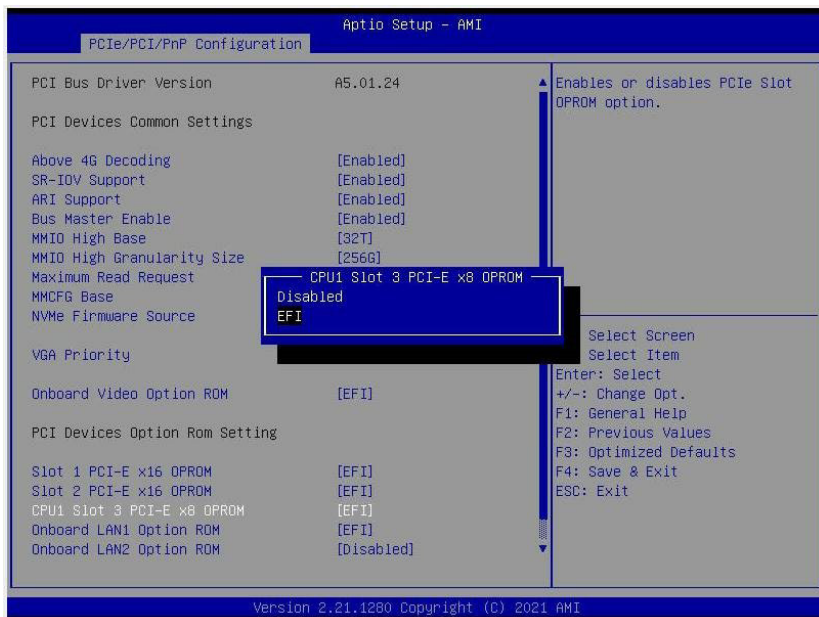 Aptio Setup - AMI
PCIe/PCI/PnP Configuration
PCI Bus Driver Version A5.01.24
PCI Devices Common Settings
Above 4G Decoding [Enabled]
SR-IOV Support [Enabled]
ARI Support [Enabled]
Bus Master Enable [Enabled]
MMIO High Base [32T]
MMIO High Granularity Size [256G]
Maximum Read Request
MMCFG Base
NVMe Firmware Source
VGA Priority
Onboard Video Option ROM [EFI]
PCI Devices Option Rom Setting
Slot 1 PCI-E x16 OPROM [EFI]
Slot 2 PCI-E x16 OPROM [EFI]
CPU1 Slot 3 PCI-E x8 OPROM [EFI]
Onboard LAN1 Option ROM [EFI]
Onboard LAN2 Option ROM [Disabled]
CPU1 Slot 3 PCI-E x8 OPROM
Disabled
EFI
Enables or disables PCIe Slot
OPROM option.
Select Screen
Select Item
Enter: Select
+/-: Change Opt.
F1: General Help
F2: Previous Values
F3: Optimized Defaults
F4: Save & Exit
ESC: Exit
Version 2.21.1280 Copyright (C) 2021 AMI